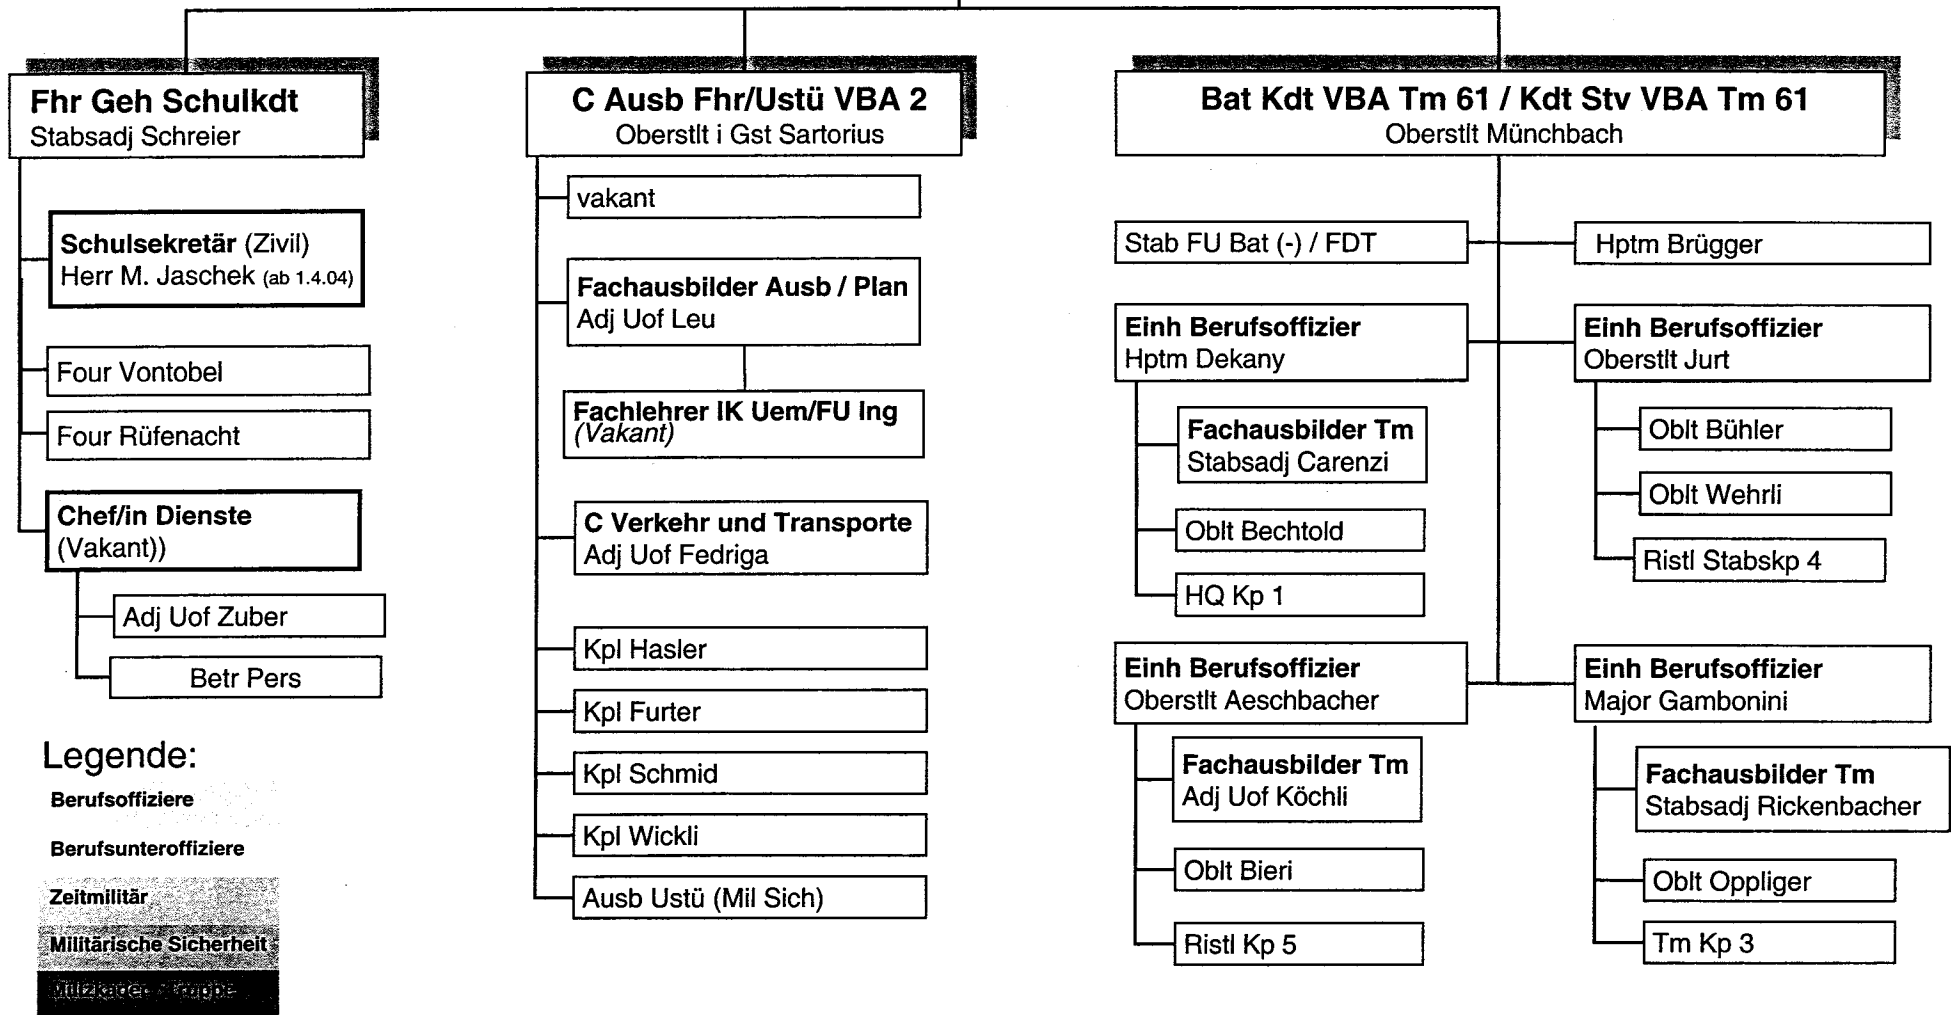 Fhr Geh Schulkdt
Stabsadj Schreier
Schulsekretär (Zivil)
Herr M. Jaschek (ab 1.4.04)
Four Vontobel
Four Rüfenacht
Chef/in Dienste
(Vakant))
Adj Uof Zuber
Betr Pers
Legende:
Berufsoffiziere
Berufsunteroffiziere
Zeitmilitär
Militärische Sicherheit
C Ausb Fhr/Ustü VBA 2
Oberstlt i Gst Sartorius
vakant
Fachausbilder Ausb / Plan
Adj Uof Leu
Fachlehrer IK Uem/FU Ing
(Vakant)
C Verkehr und Transporte
Adj Uof Fedriga
Kpl Hasler
Kpl Furter
Kpl Schmid
Kpl Wickli
Ausb Ustü (Mil Sich)
Bat Kdt VBA Tm 61 / Kdt Stv VBA Tm 61
Oberstlt Münchbach
Stab FU Bat (-) / FDT
Hptm Brügger
Einh Berufsoffizier
Hptm Dekany
Fachausbilder Tm
Stabsadj Carenzi
Oblt Bechtold
HQ Kp 1
Einh Berufsoffizier
Oberstlt Jurt
Oblt Bühler
Oblt Wehrli
Ristl Stabskp 4
Einh Berufsoffizier
Oberstlt Aeschbacher
Fachausbilder Tm
Adj Uof Köchli
Oblt Bieri
Ristl Kp 5
Einh Berufsoffizier
Major Gambonini
Fachausbilder Tm
Stabsadj Rickenbacher
Oblt Oppliger
Tm Kp 3